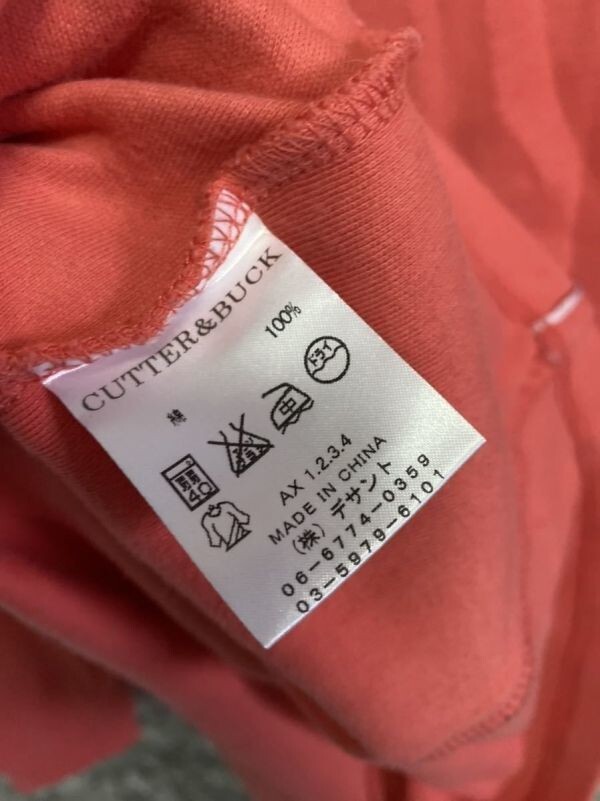 CUTTER&BUCK
綿 100%
40
中
ドライ
AX 1.2.3.4
MADE IN CHINA
(株) デサント
06-6774-0359
03-5979-6101